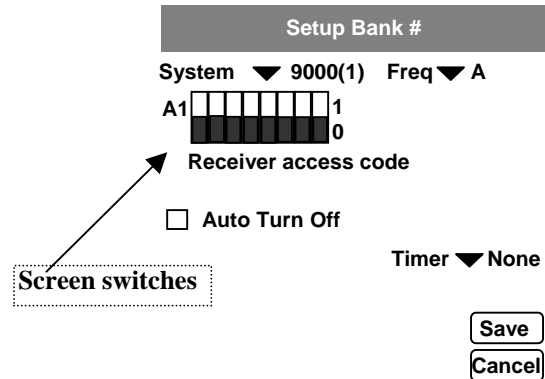 Setup Bank #
System 9000(1) Freq A
A1 1
0
Receiver access code
Auto Turn Off
Timer None
Screen switches
Save
Cancel